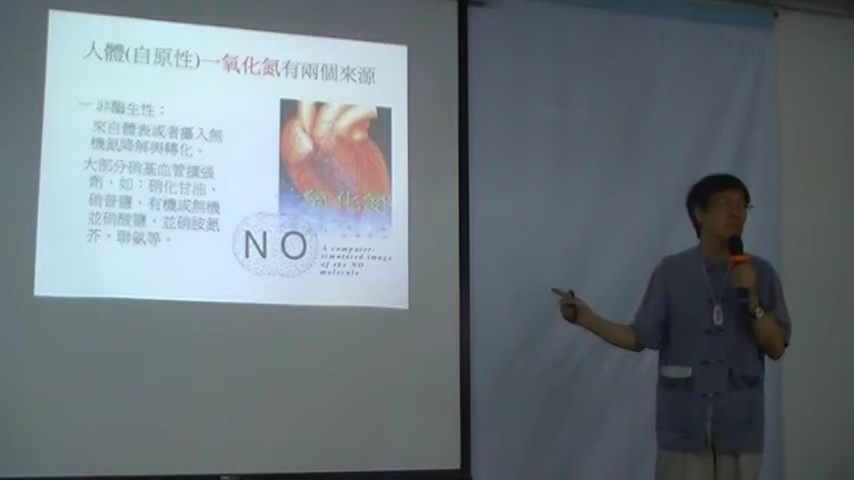 人體(自原性)一氧化氮有兩個來源
一 非酶生性：
來自體表或者攝入無
機氮降解與轉化。
大部分硝基血管擴張
劑，如：硝化甘油、
硝普鹽、有機或無機
並硝酸鹽，並硝胺氮
芥，聯氨等。
氧化氮
NO
A computer-
simulated image
of the NO
molecule